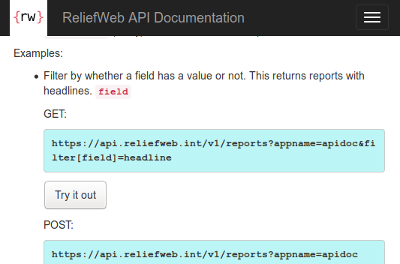 {rw} ReliefWeb API Documentation
Examples:
• Filter by whether a field has a value or not. This returns reports with
headlines. field
GET:
https://api.reliefweb.int/v1/reports?appname=apidoc&fi
lter[field]=headline
Try it out
POST:
https://api.reliefweb.int/v1/reports?appname=apidoc